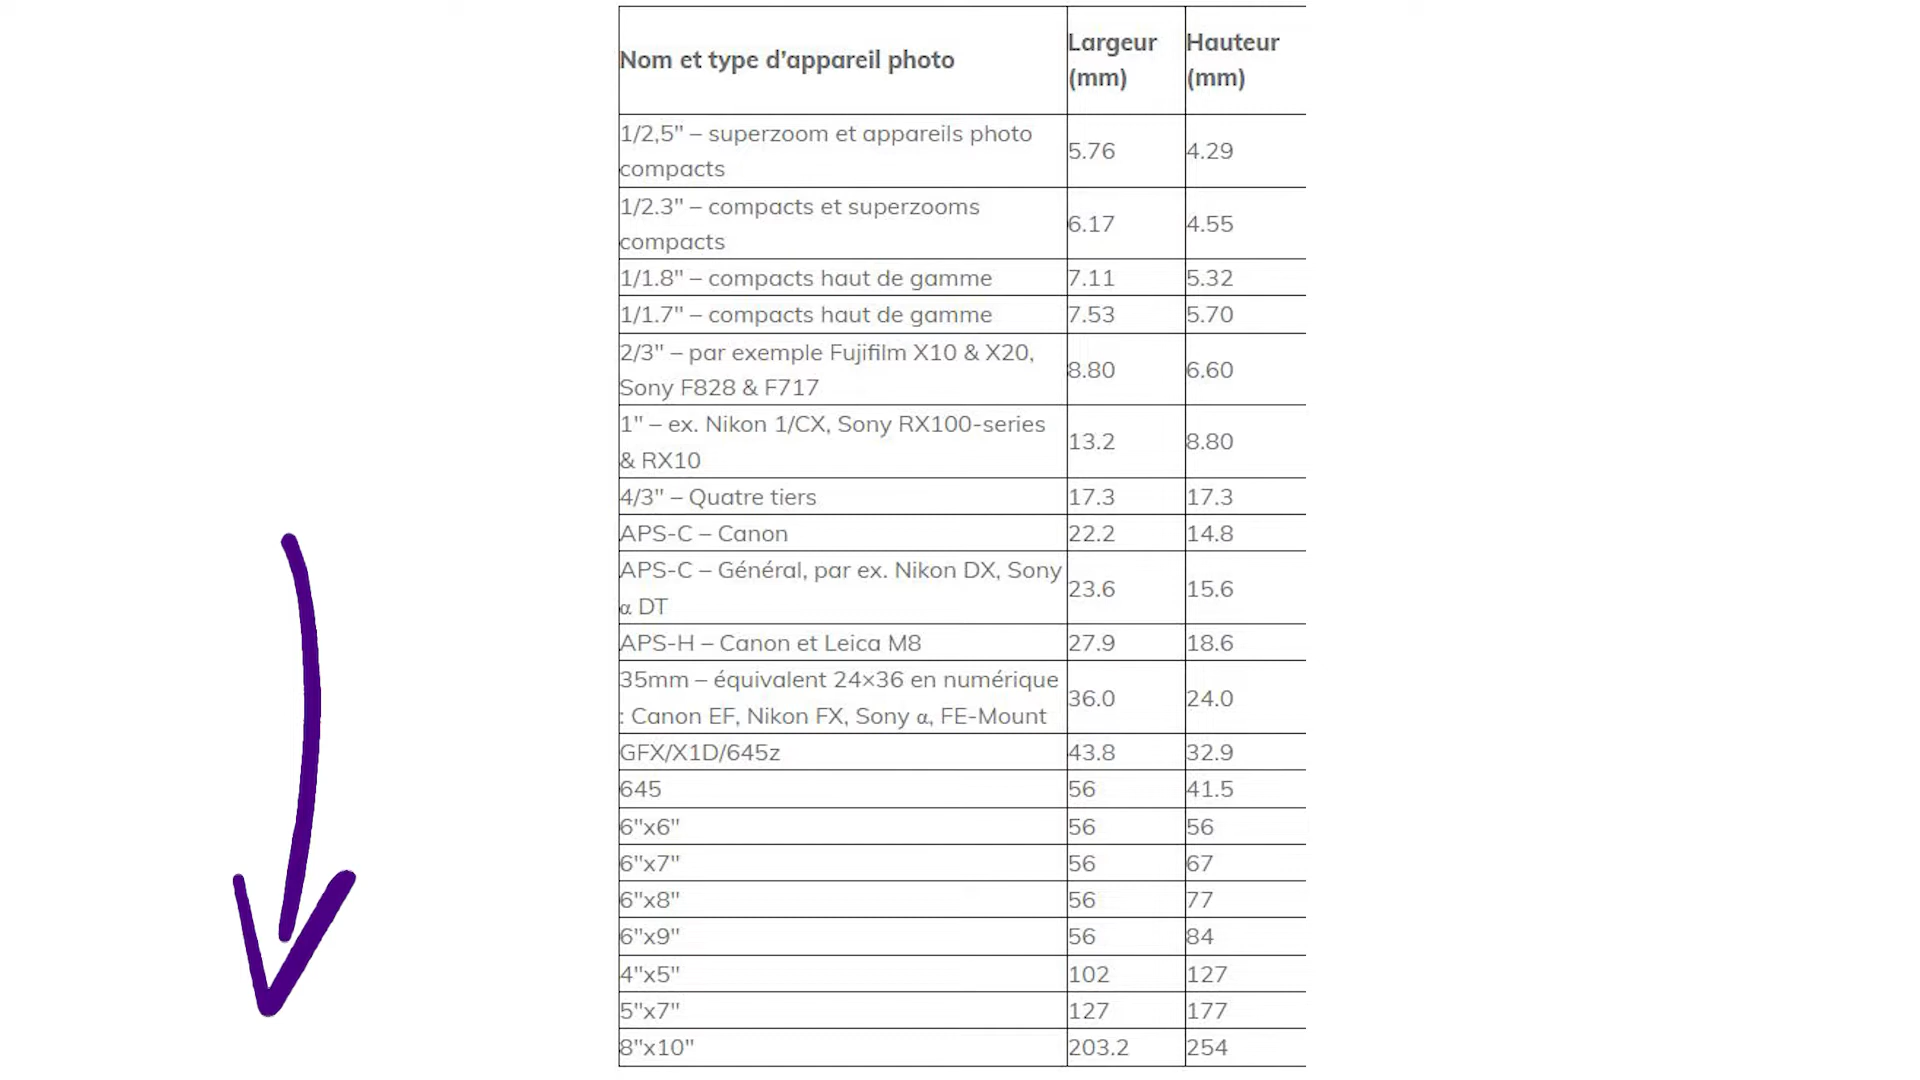 Nom et type d'appareil photo
Largeur (mm)
Hauteur (mm)
1/2,5" – superzoom et appareils photo compacts
5.76
4.29
1/2.3" – compacts et superzooms compacts
6.17
4.55
1/1.8" – compacts haut de gamme
7.11
5.32
1/1.7" – compacts haut de gamme
7.53
5.70
2/3" – par exemple Fujifilm X10 & X20, Sony F828 & F717
8.80
6.60
1" – ex. Nikon 1/CX, Sony RX100-series & RX10
13.2
8.80
4/3" – Quatre tiers
17.3
17.3
APS-C – Canon
22.2
14.8
APS-C – Général, par ex. Nikon DX, Sony α DT
23.6
15.6
APS-H – Canon et Leica M8
27.9
18.6
35mm – équivalent 24×36 en numérique : Canon EF, Nikon FX, Sony α, FE-Mount
36.0
24.0
GFX/X1D/645z
43.8
32.9
645
56
41.5
6"x6"
56
56
6"x7"
56
67
6"x8"
56
77
6"x9"
56
84
4"x5"
102
127
5"x7"
127
177
8"x10"
203.2
254